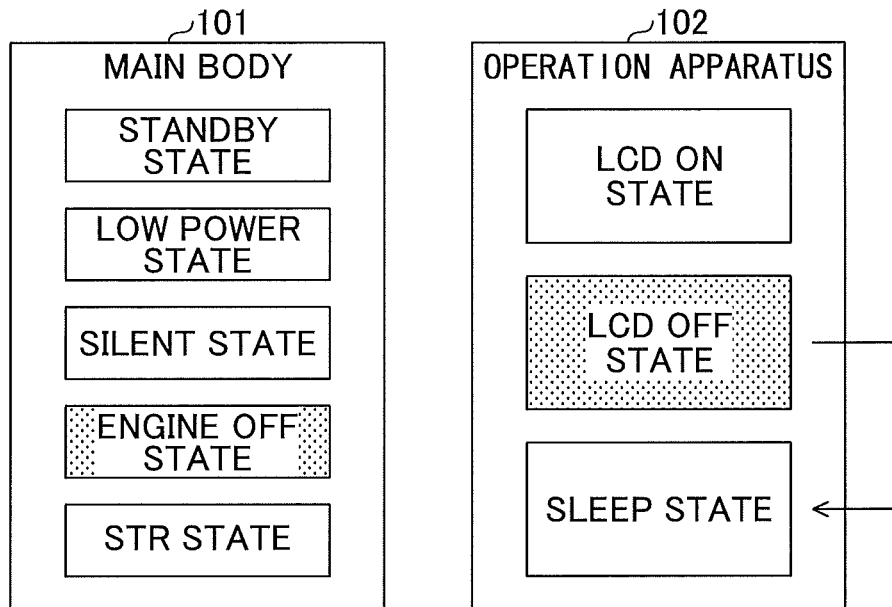 101
MAIN BODY
STANDBY
STATE
LOW POWER
STATE
SILENT STATE
ENGINE OFF
STATE
STR STATE
102
OPERATION APPARATUS
LCD ON
STATE
LCD OFF
STATE
SLEEP STATE